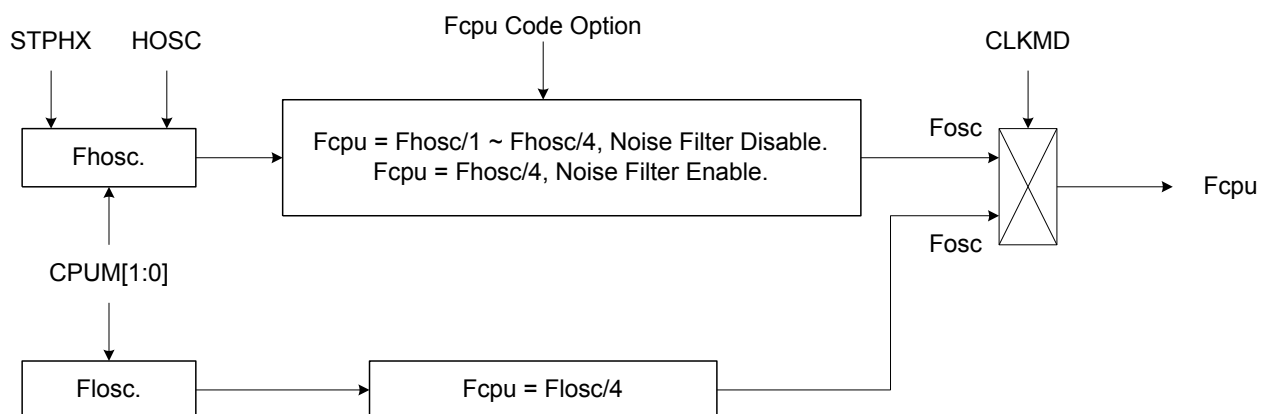 Fcpu Code Option
STPHX
HOSC
CLKMD
Fosc
Fhosc.
Fcpu = Fhosc/1 ~ Fhosc/4, Noise Filter Disable.
Fcpu = Fhosc/4, Noise Filter Enable.
Fcpu
Fosc
CPUM[1:0]
Flosc.
Fcpu = Flosc/4